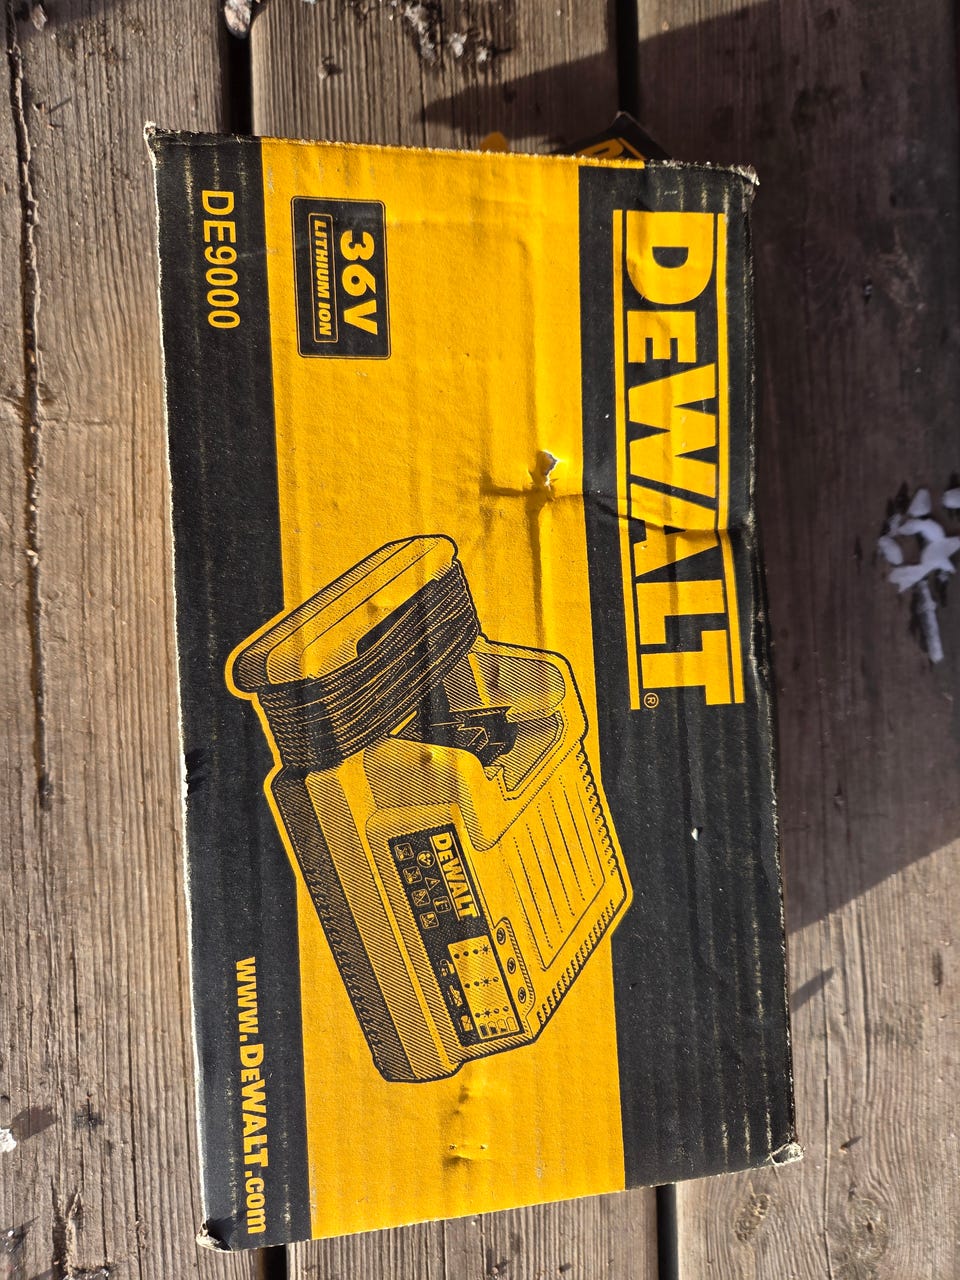 DEWALT®
36V
LITHIUM ION
DEWALT
DE9000
www.DEWALT.com